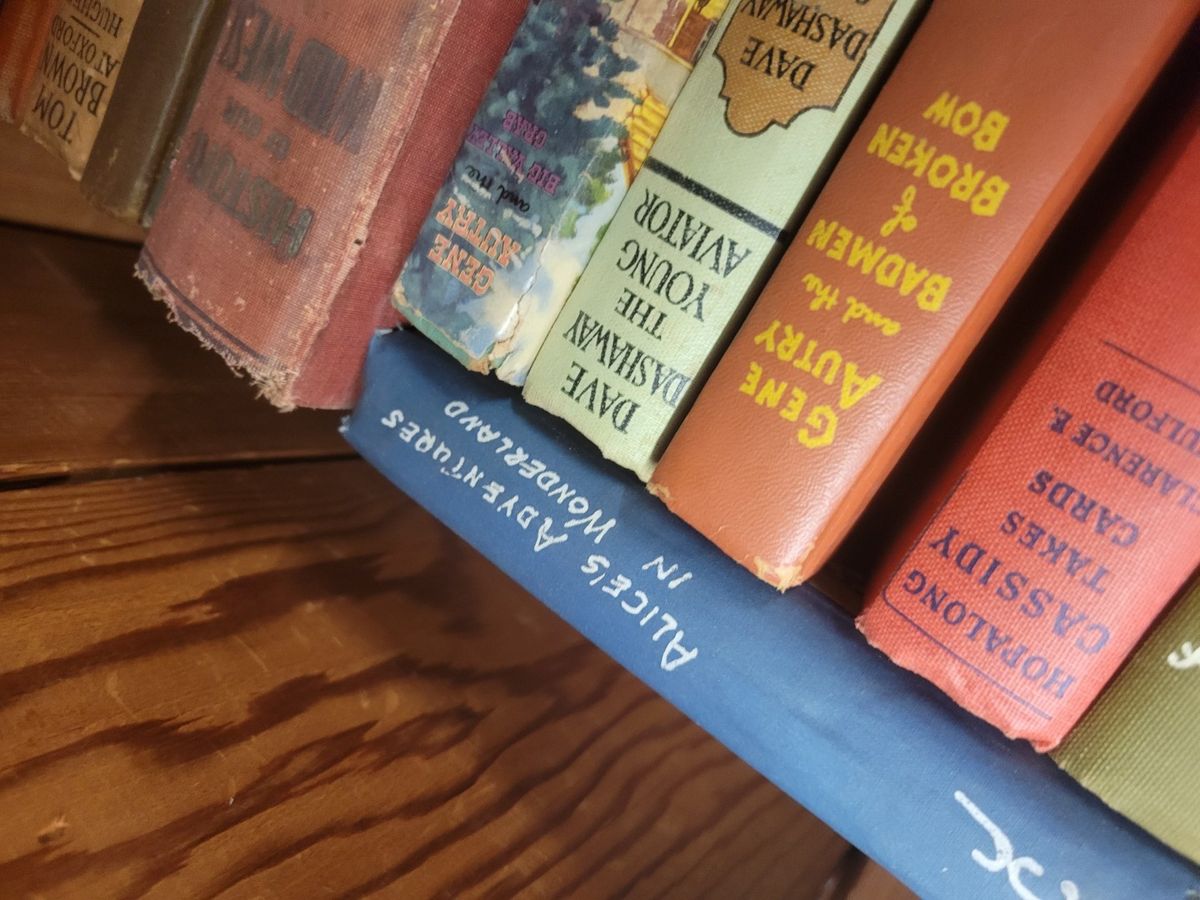 TOM
BROWN
AT OXFORD
HUGHES
HISTORY
OF OUR
WILD WEST
GENE
AUTRY
and the
BIG VALLEY
GRAB
DAVE
DASHAWAY
THE
YOUNG
AVIATOR
DAVE
DASHAWAY
GENE
AUTRY
and the
BADMEN
of
BROKEN
BOW
HOPALONG
CASSIDY
TAKES
CARDS
CLARENCE E.
MULFORD
ALICE'S ADVENTURES
IN WONDERLAND